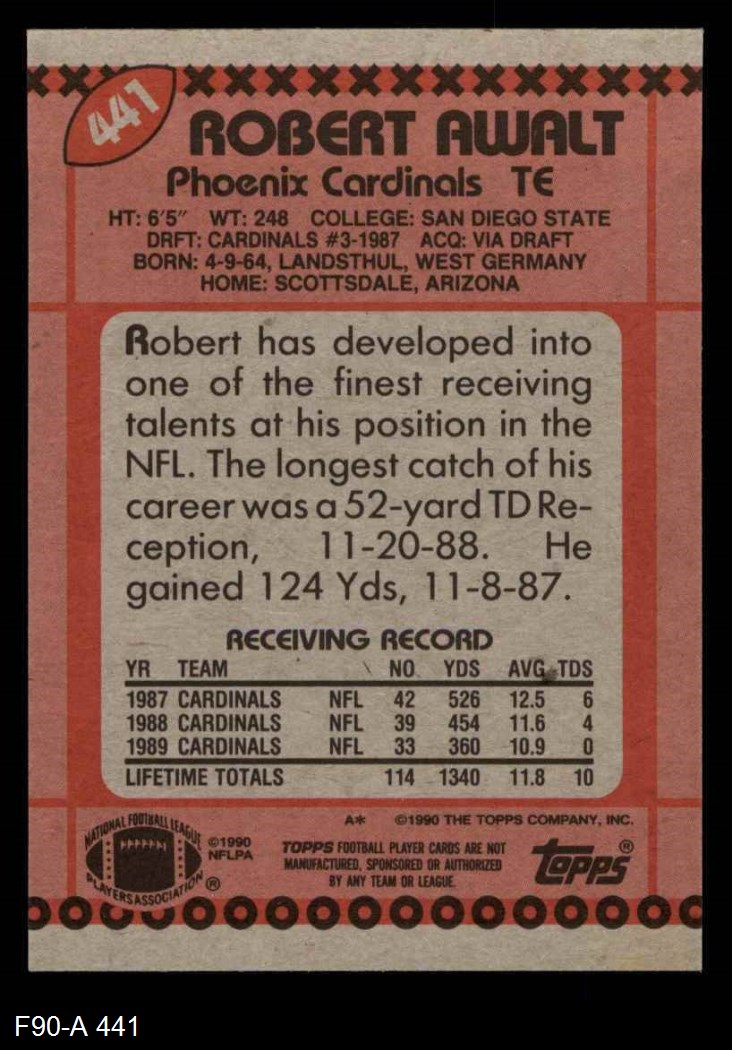 441
ROBERT AWALT
Phoenix Cardinals TE
HT: 6'5" WT: 248 COLLEGE: SAN DIEGO STATE
DRFT: CARDINALS #3-1987 ACQ: VIA DRAFT
BORN: 4-9-64, LANDSTHUL, WEST GERMANY
HOME: SCOTTSDALE, ARIZONA
Robert has developed into
one of the finest receiving
talents at his position in the
NFL. The longest catch of his
career was a 52-yard TD Re-
ception, 11-20-88. He
gained 124 Yds, 11-8-87.
RECEIVING RECORD
YR TEAM NO YDS AVG TDS
1987 CARDINALS NFL 42 526 12.5 6
1988 CARDINALS NFL 39 454 11.6 4
1989 CARDINALS NFL 33 360 10.9 0
LIFETIME TOTALS 114 1340 11.8 10
A* ©1990 THE TOPPS COMPANY, INC.
NATIONAL FOOTBALL LEAGUE
PLAYERS ASSOCIATION ®
©1990
NFLPA
TOPPS FOOTBALL PLAYER CARDS ARE NOT
MANUFACTURED, SPONSORED OR AUTHORIZED
BY ANY TEAM OR LEAGUE.
topps®
F90-A 441